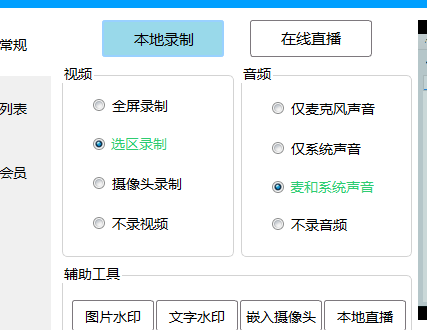 常规
列表
会员
本地录制
在线直播
视频
全屏录制
选区录制
摄像头录制
不录视频
音频
仅麦克风声音
仅系统声音
麦和系统声音
不录音频
辅助工具
图片水印
文字水印
嵌入摄像头
本地直播